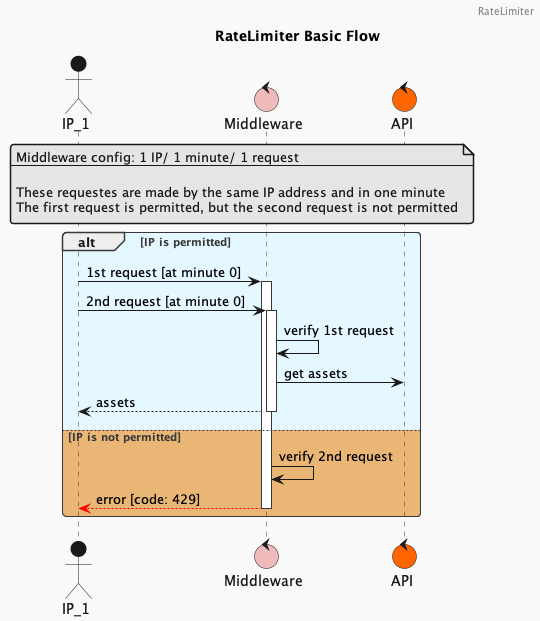 RateLimiter
RateLimiter Basic Flow
IP_1
Middleware
API
Middleware config: 1 IP/ 1 minute/ 1 request
These requestes are made by the same IP address and in one minute
The first request is permitted, but the second request is not permitted
alt
[IP is permitted]
1st request [at minute 0]
2nd request [at minute 0]
verify 1st request
get assets
assets
[IP is not permitted]
verify 2nd request
error [code: 429]
IP_1
Middleware
API